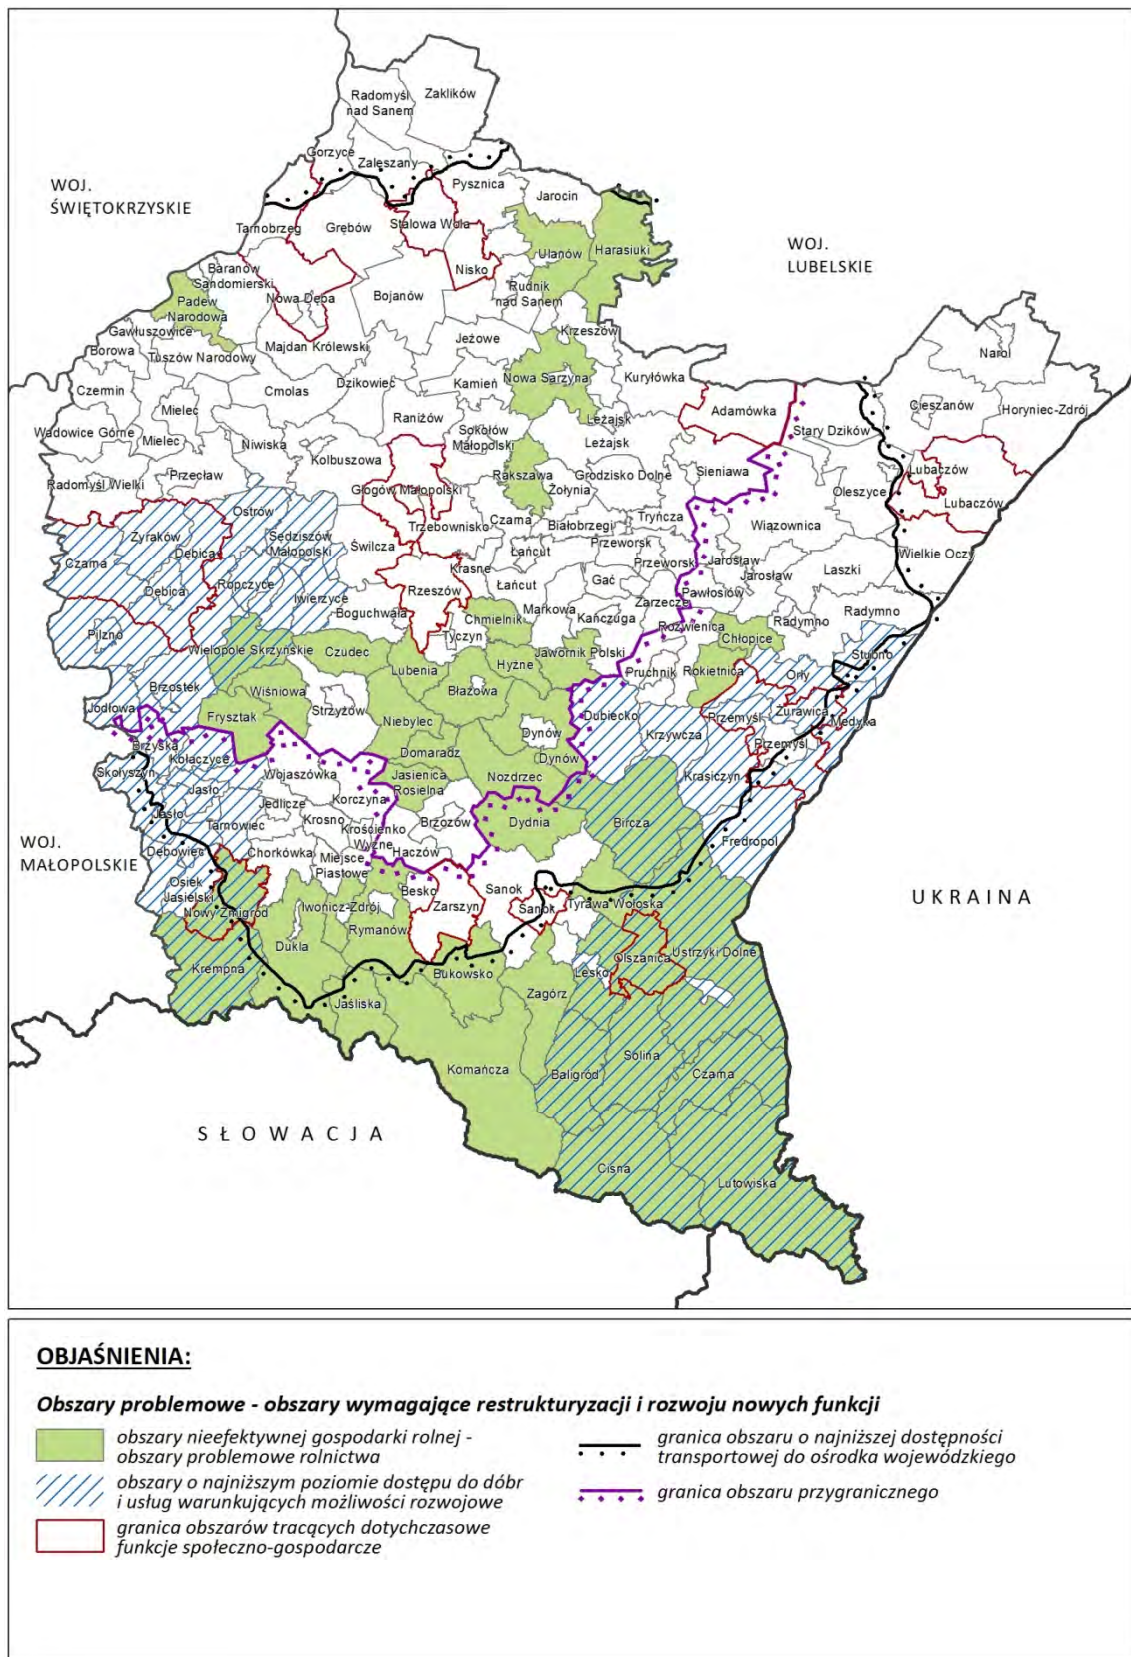 Radomyśl
nad Sanem
Zaklików
Gorzyce
Zaleszany
Pysznica
Jarocin
WOJ.
ŚWIĘTOKRZYSKIE
Tarnobrzeg
Grębów
Stalowa Wola
Ulanów
Harasiuki
WOJ.
LUBELSKIE
Nisko
Baranów
Sandomierski
Nowa Dęba
Bojanów
Rudnik
nad Sanem
Padew
Narodowa
Gawłuszowice
Krzeszów
Borowa
Tuszów Narodowy
Majdan Królewski
Jeżowe
Narol
Czermin
Cmolas
Dzikowiec
Kamień
Nowa Sarzyna
Kuryłówka
Mielec
Raniżów
Leżajsk
Adamówka
Cieszanów
Horyniec-Zdrój
Wadowice Górne
Mielec
Niwiska
Sokołów
Małopolski
Leżajsk
Stary Dzików
Kolbuszowa
Radomyśl Wielki
Przecław
Rakszawa
Grodzisko Dolne
Sieniawa
Lubaczów
Głogów Małopolski
Żołynia
Oleszyce
Lubaczów
Ostrów
Trzebownisko
Czarna
Białobrzegi
Tryńcza
Wiązownica
Żyraków
Dębica
Sędziszów
Małopolski
Świlcza
Krasne
Łańcut
Przeworsk
Przeworsk
Jarosław
Wielkie Oczy
Czarna
Dębica
Ropczyce
Iwierzyce
Rzeszów
Łańcut
Gać
Jarosław
Laszki
Pawłosiów
Boguchwała
Chmielnik
Markowa
Kańczuga
Zarzecze
Radymno
Radymno
Pilzno
Tyczyn
Roźwienica
Chłopice
Wielopole Skrzyńskie
Czudec
Lubenia
Hyżne
Jawornik Polski
Pruchnik
Rokietnica
Stubno
Orły
Brzostek
Wiśniowa
Strzyżów
Błażowa
Jodłowa
Frysztak
Niebylec
Dynów
Dubiecko
Krzywcza
Przemyśl
Żurawica
Medyka
Brzyska
Kołaczyce
Domaradz
Dynów
Przemyśl
Skołyszyn
Wojaszówka
Jasienica
Rosielna
Nozdrzec
Krasiczyn
Jasło
Jedlicze
Korczyna
Jasło
Tarnowiec
Krosno
Krościenko
Wyżne
Brzozów
Dydnia
Bircza
WOJ.
MAŁOPOLSKIE
Dębowiec
Chorkówka
Miejsce
Piastowe
Haczów
Fredropol
Osiek
Jasielski
Nowy Żmigród
Iwonicz-Zdrój
Besko
Zarszyn
Sanok
Sanok
Tyrawa Wołoska
UKRAINA
Rymanów
Dukla
Krempna
Olszanica
Ustrzyki Dolne
Bukowsko
Lesko
Jaśliska
Zagórz
Komańcza
Solina
Baligród
Czarna
SŁOWACJA
Cisna
Lutowiska
OBJAŚNIENIA:
Obszary problemowe - obszary wymagające restrukturyzacji i rozwoju nowych funkcji
obszary nieefektywnej gospodarki rolnej -
obszary problemowe rolnictwa
obszary o najniższym poziomie dostępu do dóbr
i usług warunkujących możliwości rozwojowe
granica obszarów tracących dotychczasowe
funkcje społeczno-gospodarcze
granica obszaru o najniższej dostępności
transportowej do ośrodka wojewódzkiego
granica obszaru przygranicznego